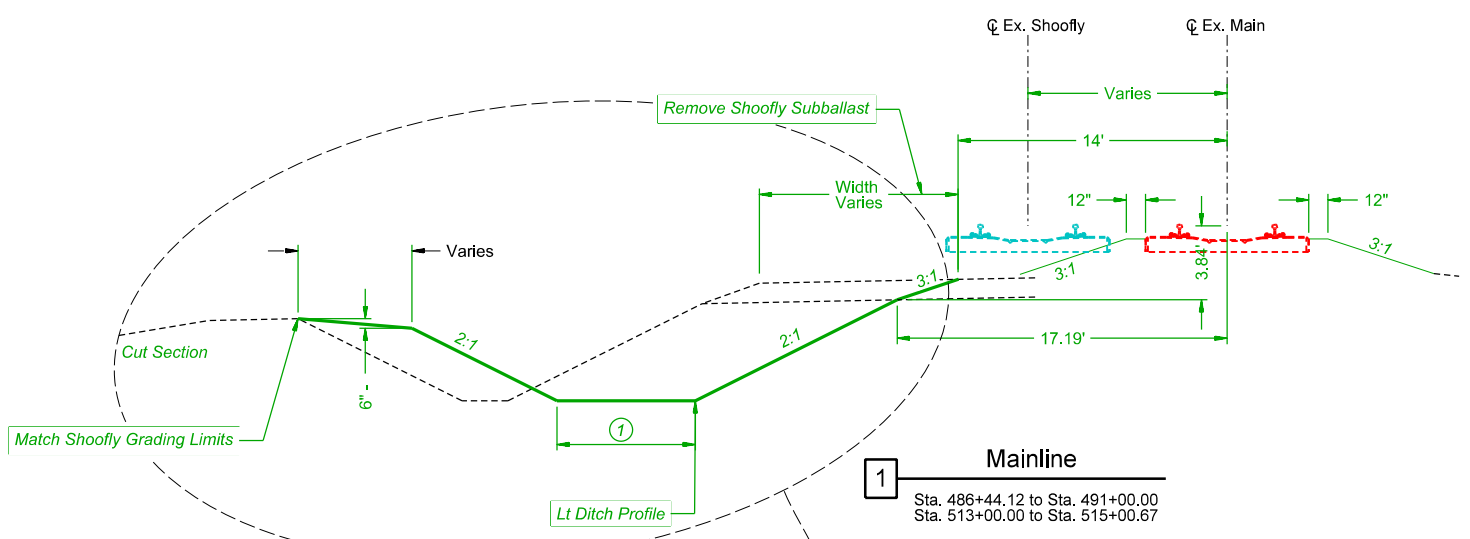 ℄ Ex. Shoofly
℄ Ex. Main
Varies
Remove Shoofly Subballast
14'
Width
Varies
12"
12"
Varies
3:1
3:1
3:1
3.84'
2:1
2:1
17.19'
Cut Section
6"
Match Shoofly Grading Limits
1
Lt Ditch Profile
1
Mainline
Sta. 486+44.12 to Sta. 491+00.00
Sta. 513+00.00 to Sta. 515+00.67